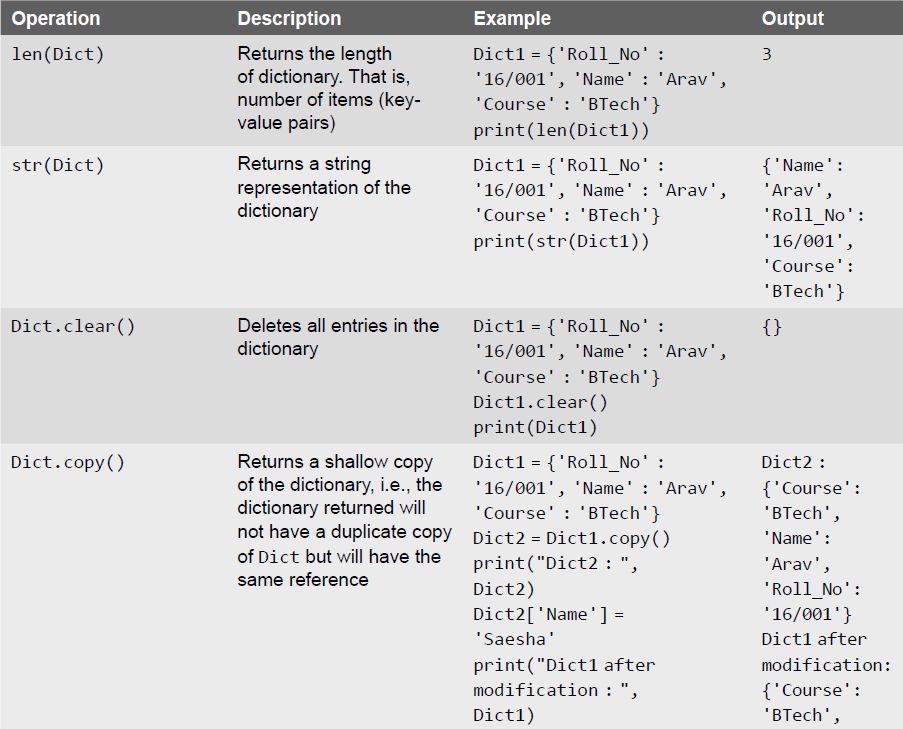 Operation Description Example Output
len(Dict)
Returns the length
of dictionary. That is,
number of items (key-
value pairs)
Dict1 = {'Roll_No' :
'16/001', 'Name' : 'Arav',
'Course' : 'BTech'}
print(len(Dict1))
3
str(Dict)
Returns a string
representation of the
dictionary
Dict1 = {'Roll_No' :
'16/001', 'Name' : 'Arav',
'Course' : 'BTech'}
print(str(Dict1))
{'Name':
'Arav',
'Roll_No':
'16/001',
'Course':
'BTech'}
Dict.clear()
Deletes all entries in the
dictionary
Dict1 = {'Roll_No' :
'16/001', 'Name' : 'Arav',
'Course' : 'BTech'}
Dict1.clear()
print(Dict1)
{}
Dict.copy()
Returns a shallow copy
of the dictionary, i.e., the
dictionary returned will
not have a duplicate copy
of Dict but will have the
same reference
Dict1 = {'Roll_No' :
'16/001', 'Name' : 'Arav',
'Course' : 'BTech'}
Dict2 = Dict1.copy()
print("Dict2 : ",
Dict2)
Dict2['Name'] =
'Saesha'
print("Dict1 after
modification : ",
Dict1)
Dict2 :
{'Course':
'BTech',
'Name':
'Arav',
'Roll_No':
'16/001'}
Dict1 after
modification:
{'Course':
'BTech',